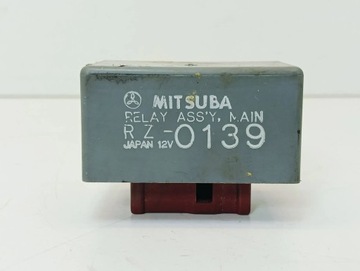 MITSUBA
RELAY ASS'Y, MAIN
RZ-0139
JAPAN 12V